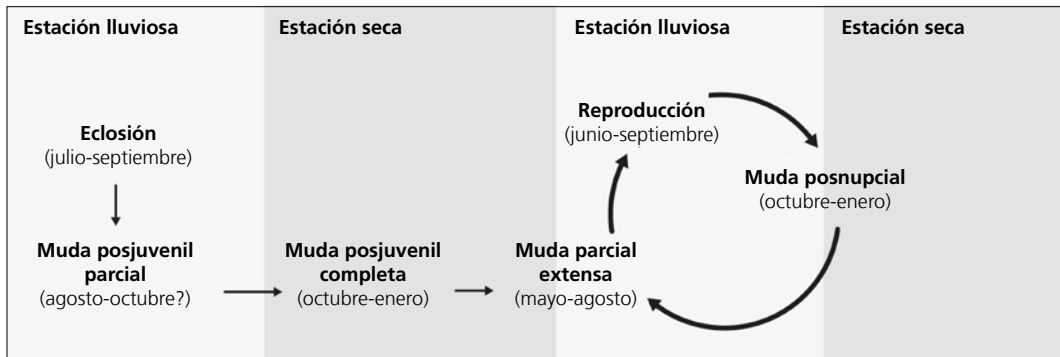 Estación lluviosa
Estación seca
Estación lluviosa
Estación seca
Eclosión
(julio-septiembre)
Muda posjuvenil
parcial
(agosto-octubre?)
Muda posjuvenil
completa
(octubre-enero)
Muda parcial
extensa
(mayo-agosto)
Reproducción
(junio-septiembre)
Muda posnupcial
(octubre-enero)